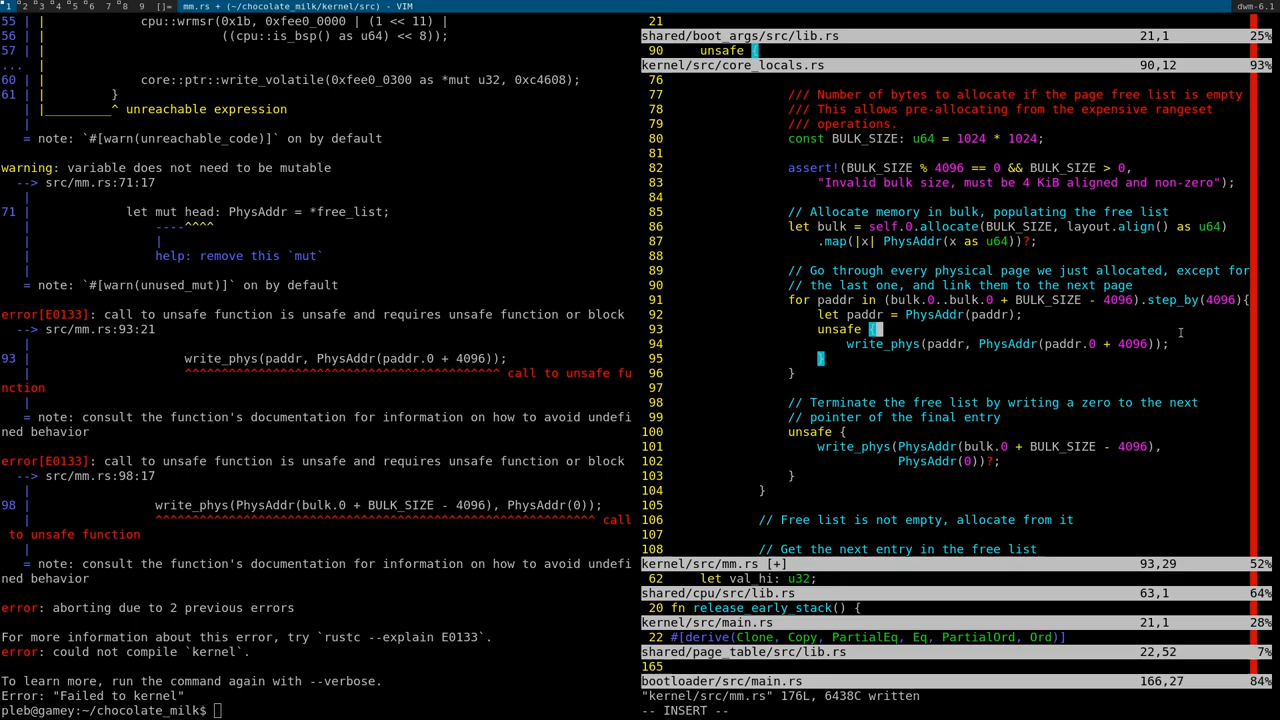 1 2 3 4 5 6 7 8 9 []= mm.rs + (~/chocolate_milk/kernel/src) - VIM dwm-6.1
55 | | cpu::wrmsr(0x1b, 0xfee0_0000 | (1 << 11) |
56 | | ((cpu::is_bsp() as u64) << 8));
57 | |
... |
60 | | core::ptr::write_volatile(0xfee0_0300 as *mut u32, 0xc4608);
61 | | }
| |_________^ unreachable expression
|
= note: `#[warn(unreachable_code)]` on by default
warning: variable does not need to be mutable
--> src/mm.rs:71:17
|
71 | let mut head: PhysAddr = *free_list;
| ----^^^^
| |
| help: remove this `mut`
|
= note: `#[warn(unused_mut)]` on by default
error[E0133]: call to unsafe function is unsafe and requires unsafe function or block
--> src/mm.rs:93:21
|
93 | write_phys(paddr, PhysAddr(paddr.0 + 4096));
| ^^^^^^^^^^^^^^^^^^^^^^^^^^^^^^^^^^^^^^^^^^^ call to unsafe fu
nction
|
= note: consult the function's documentation for information on how to avoid undefi
ned behavior
error[E0133]: call to unsafe function is unsafe and requires unsafe function or block
--> src/mm.rs:98:17
|
98 | write_phys(PhysAddr(bulk.0 + BULK_SIZE - 4096), PhysAddr(0));
| ^^^^^^^^^^^^^^^^^^^^^^^^^^^^^^^^^^^^^^^^^^^^^^^^^^^^^^^^^^^^ call
to unsafe function
|
= note: consult the function's documentation for information on how to avoid undefi
ned behavior
error: aborting due to 2 previous errors
For more information about this error, try `rustc --explain E0133`.
error: could not compile `kernel`.
To learn more, run the command again with --verbose.
Error: "Failed to kernel"
pleb@gamey:~/chocolate_milk$
21
shared/boot_args/src/lib.rs 21,1 25%
90 unsafe {
kernel/src/core_locals.rs 90,12 93%
76
77 /// Number of bytes to allocate if the page free list is empty
78 /// This allows pre-allocating from the expensive rangeset
79 /// operations.
80 const BULK_SIZE: u64 = 1024 * 1024;
81
82 assert!(BULK_SIZE % 4096 == 0 && BULK_SIZE > 0,
83 "Invalid bulk size, must be 4 KiB aligned and non-zero");
84
85 // Allocate memory in bulk, populating the free list
86 let bulk = self.0.allocate(BULK_SIZE, layout.align() as u64)
87 .map(|x| PhysAddr(x as u64))?;
88
89 // Go through every physical page we just allocated, except for
90 // the last one, and link them to the next page
91 for paddr in (bulk.0..bulk.0 + BULK_SIZE - 4096).step_by(4096){
92 let paddr = PhysAddr(paddr);
93 unsafe {
94 write_phys(paddr, PhysAddr(paddr.0 + 4096));
95 }
96 }
97
98 // Terminate the free list by writing a zero to the next
99 // pointer of the final entry
100 unsafe {
101 write_phys(PhysAddr(bulk.0 + BULK_SIZE - 4096),
102 PhysAddr(0))?;
103 }
104 }
105
106 // Free list is not empty, allocate from it
107
108 // Get the next entry in the free list
kernel/src/mm.rs [+] 93,29 52%
62 let val_hi: u32;
shared/cpu/src/lib.rs 63,1 64%
20 fn release_early_stack() {
kernel/src/main.rs 21,1 28%
22 #[derive(Clone, Copy, PartialEq, Eq, PartialOrd, Ord)]
shared/page_table/src/lib.rs 22,52 7%
165
bootloader/src/main.rs 166,27 84%
"kernel/src/mm.rs" 176L, 6438C written
-- INSERT --